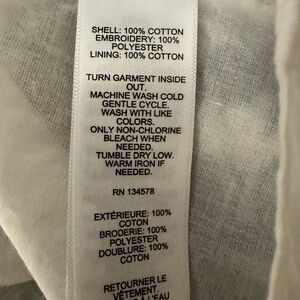 SHELL: 100% COTTON
EMBROIDERY: 100%
POLYESTER
LINING: 100% COTTON
TURN GARMENT INSIDE
OUT.
MACHINE WASH COLD
GENTLE CYCLE.
WASH WITH LIKE
COLORS.
ONLY NON-CHLORINE
BLEACH WHEN
NEEDED.
TUMBLE DRY LOW.
WARM IRON IF
NEEDED.
RN 134578
EXTÉRIEURE: 100%
COTON
BRODERIE: 100%
POLYESTER
DOUBLURE: 100%
COTON
RETOURNER LE
VÊTEMENT.
À L'EAU